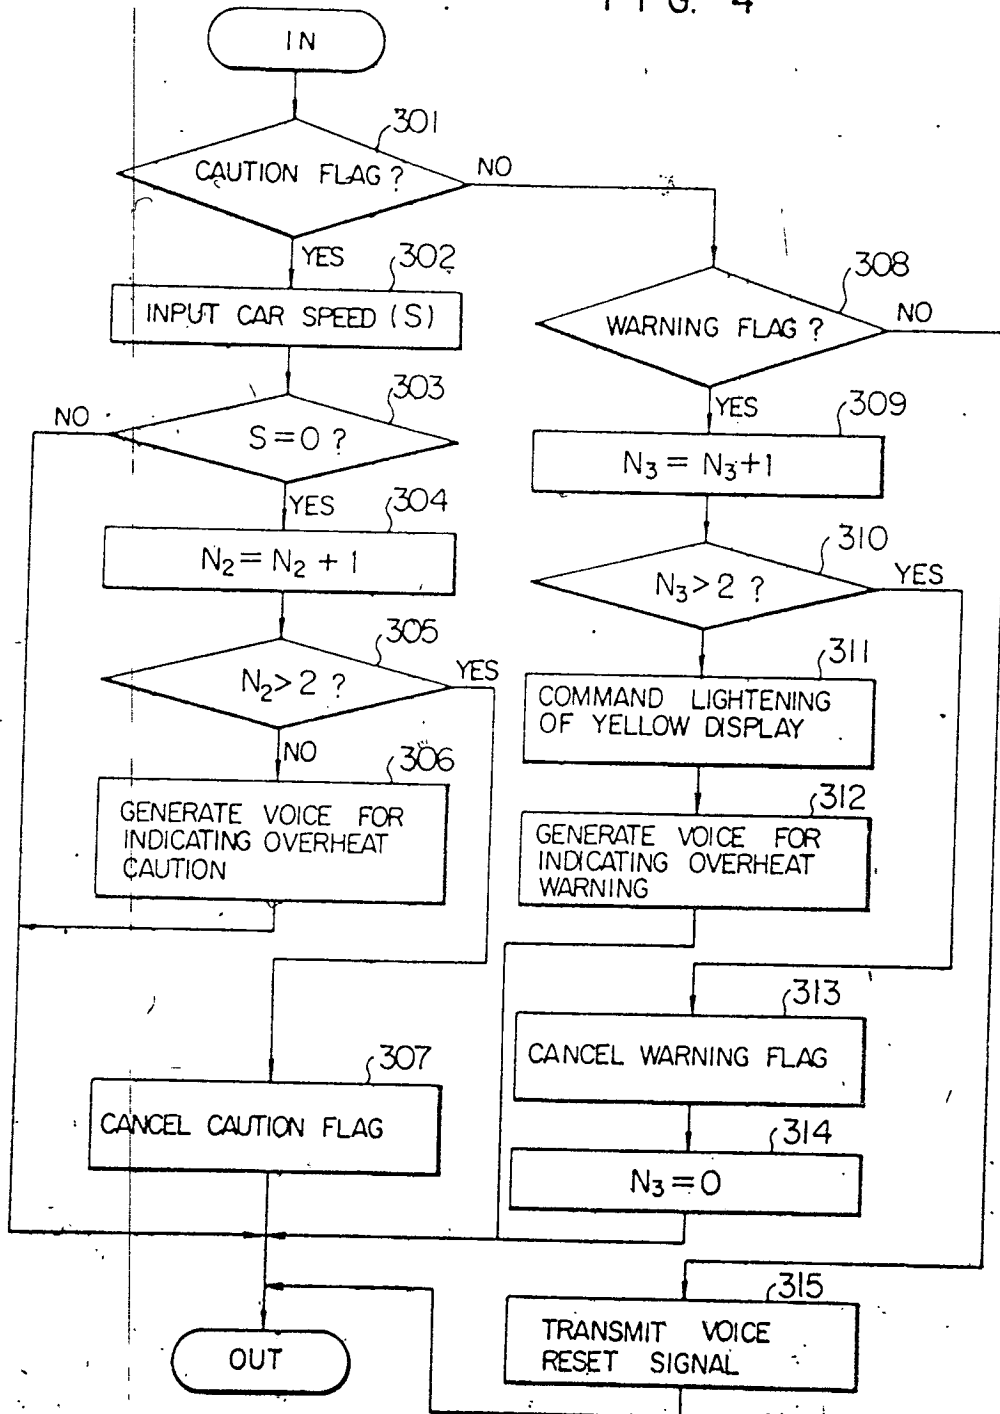 FIG. 4
IN
301
CAUTION FLAG?
NO
YES
302
INPUT CAR SPEED (S)
303
NO
S=0?
YES
304
N2=N2+1
305
N2>2?
YES
NO
306
GENERATE VOICE FOR
INDICATING OVERHEAT
CAUTION
307
CANCEL CAUTION FLAG
OUT
308
WARNING FLAG?
NO
YES
309
N3=N3+1
310
N3>2?
YES
311
COMMAND LIGHTENING
OF YELLOW DISPLAY
312
GENERATE VOICE FOR
INDICATING OVERHEAT
WARNING
313
CANCEL WARNING FLAG
314
N3=0
315
TRANSMIT VOICE
RESET SIGNAL